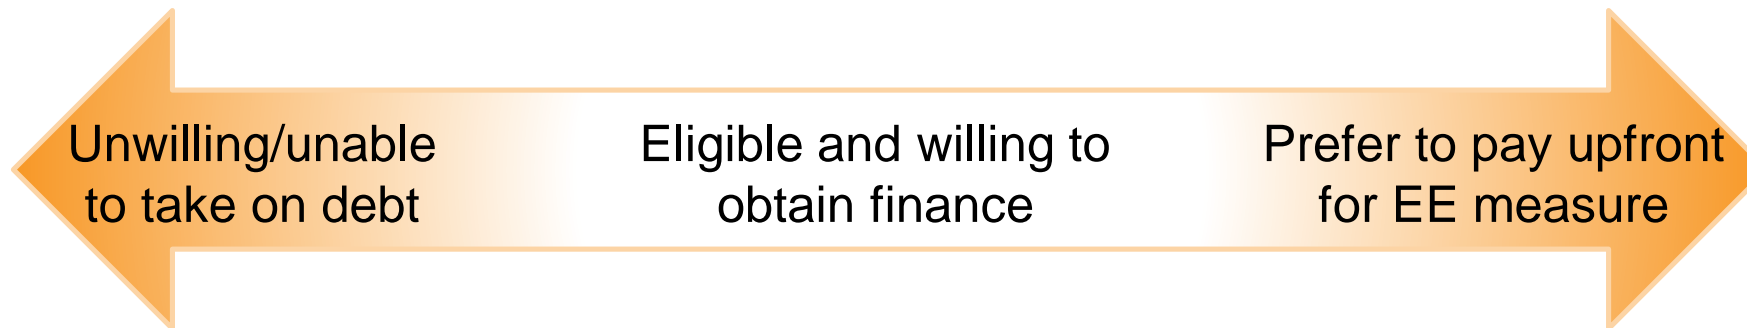 Unwilling/unable
to take on debt
Eligible and willing to
obtain finance
Prefer to pay upfront
for EE measure